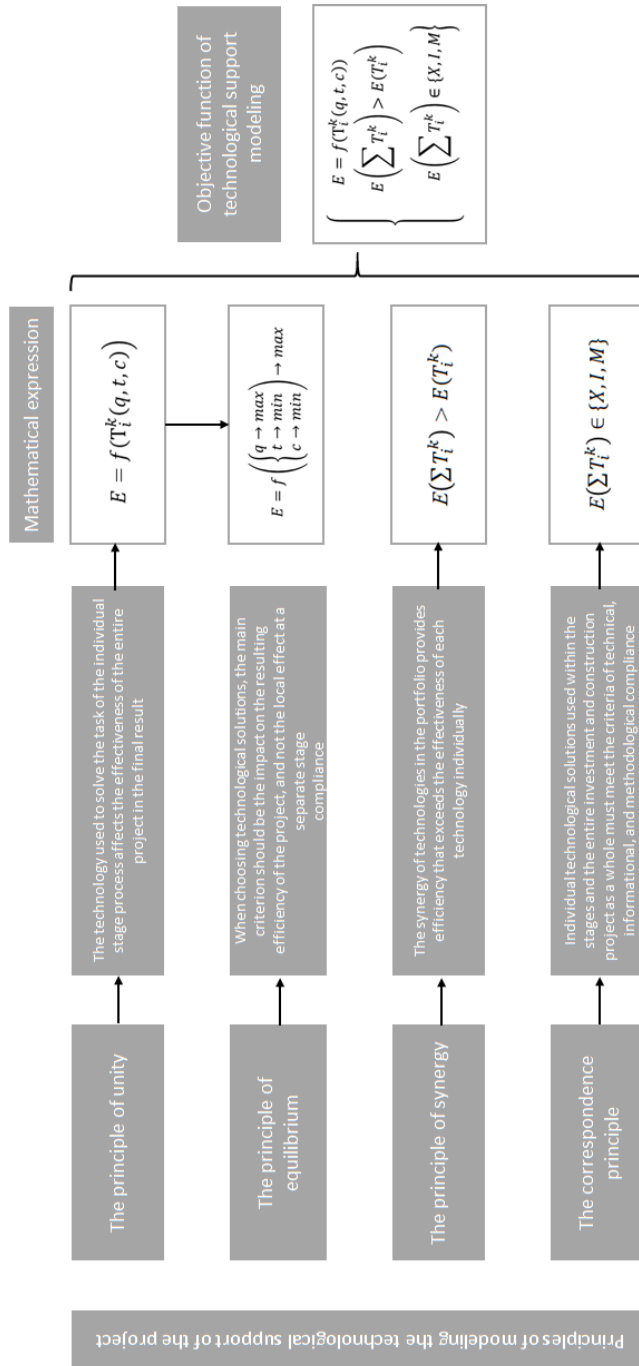 Principles of modeling the technological support of the project
Mathematical expression
Objective function of
technological support
modeling
The principle of unity
The technology used to solve the task of the individual
stage process affects the effectiveness of the entire
project in the final result
E = f(T_i^k(q, t, c))
The principle of
equilibrium
When choosing technological solutions, the main
criterion should be the impact on the resulting
efficiency of the project, and not the local effect at a
separate stage
compliance
E = f({q → max
t → min
c → min) → max
The principle of synergy
The synergy of technologies in the portfolio provides
efficiency that exceeds the effectiveness of each
technology individually
E(∑T_i^k) > E(T_i^k)
The correspondence
principle
Individual technological solutions used within the
stages and the entire investment and construction
project as a whole must meet the criteria of technical,
informational, and methodological compliance
E(∑T_i^k) ∈ {X, I, M}
E = f(T_i^k(q, t, c))
E(∑T_i^k) > E(T_i^k)
E(∑T_i^k) ∈ {X, I, M}